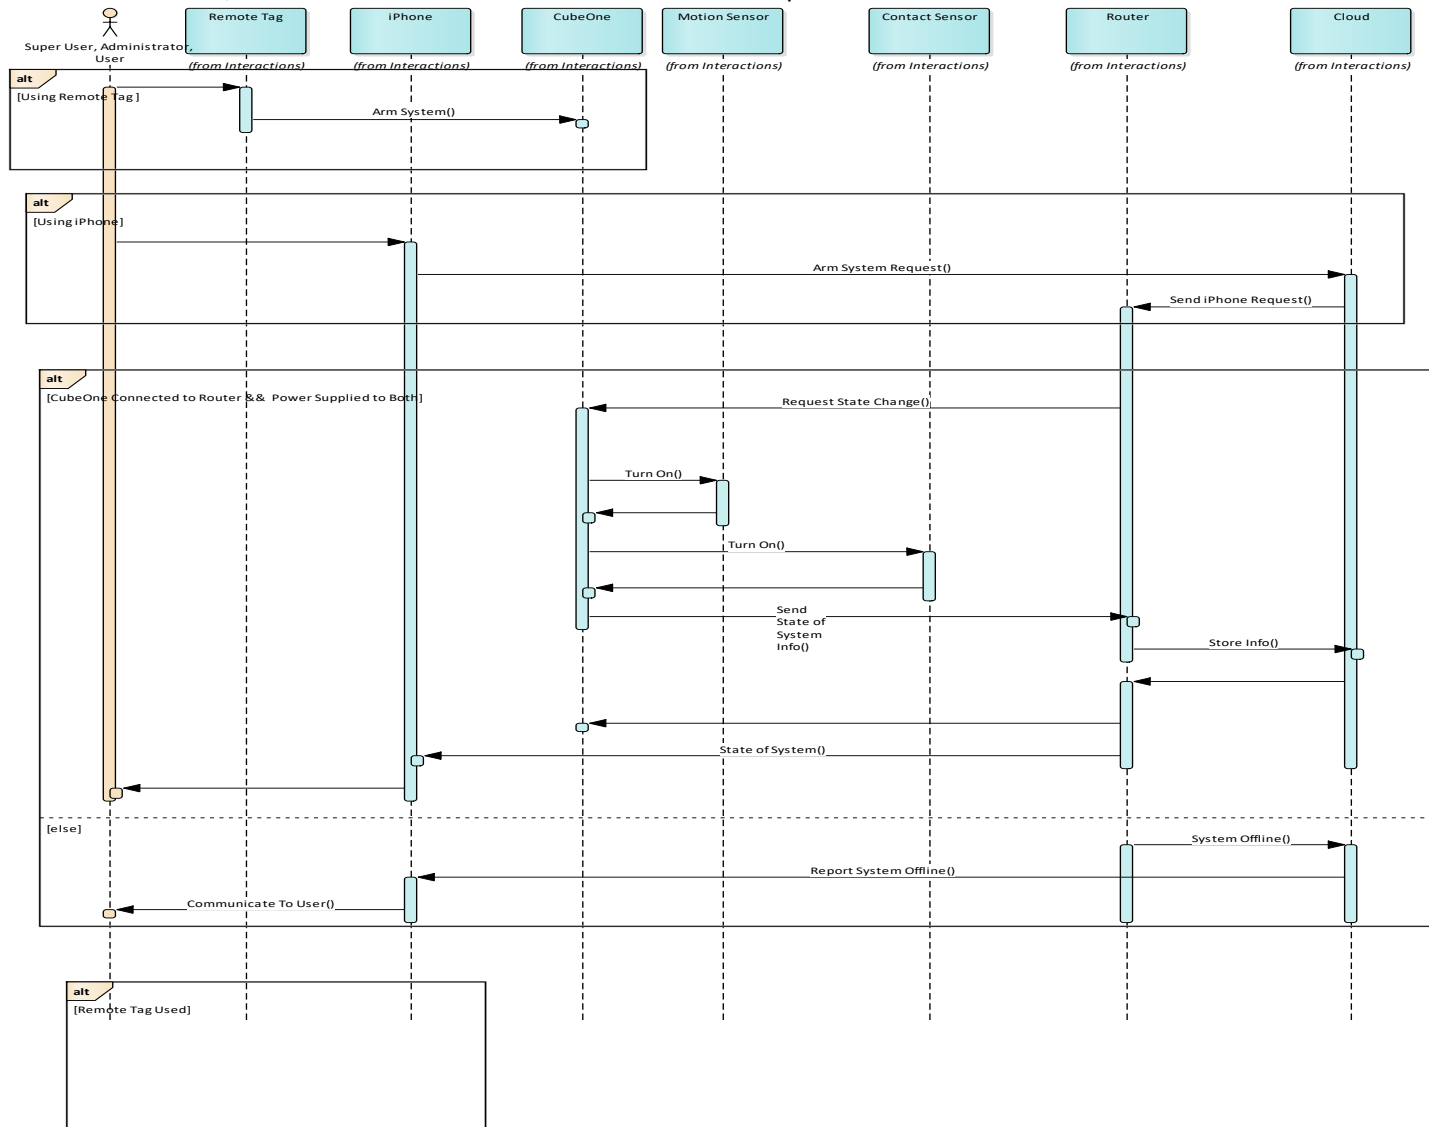 Remote Tag
iPhone
CubeOne
Motion Sensor
Contact Sensor
Router
Cloud
Super User, Administrator,
User
(from Interactions)
(from Interactions)
(from Interactions)
(from Interactions)
(from Interactions)
(from Interactions)
(from Interactions)
alt
[Using Remote Tag ]
Arm System()
alt
[Using iPhone]
Arm System Request()
Send iPhone Request()
alt
[CubeOne Connected to Router && Power Supplied to Both]
Request State Change()
Turn On()
Turn On()
Send
State of
System
Info()
Store Info()
State of System()
[else]
System Offline()
Report System Offline()
Communicate To User()
alt
[Remote Tag Used]